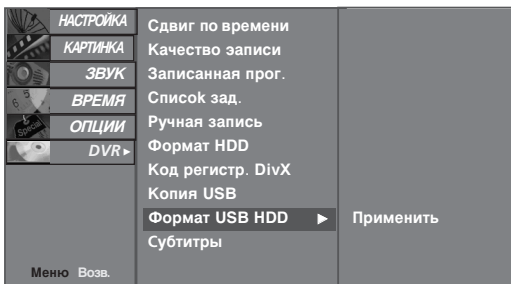 НАСТРОЙКА
КАРТИНКА
ЗВУК
ВРЕМЯ
ОПЦИИ
DVR
Сдвиг по времени
Качество записи
Записанная прог.
Список зад.
Ручная запись
Формат HDD
Код регистр. DivX
Копия USB
Формат USB HDD ▶ Применить
Субтитры
Меню Возв.